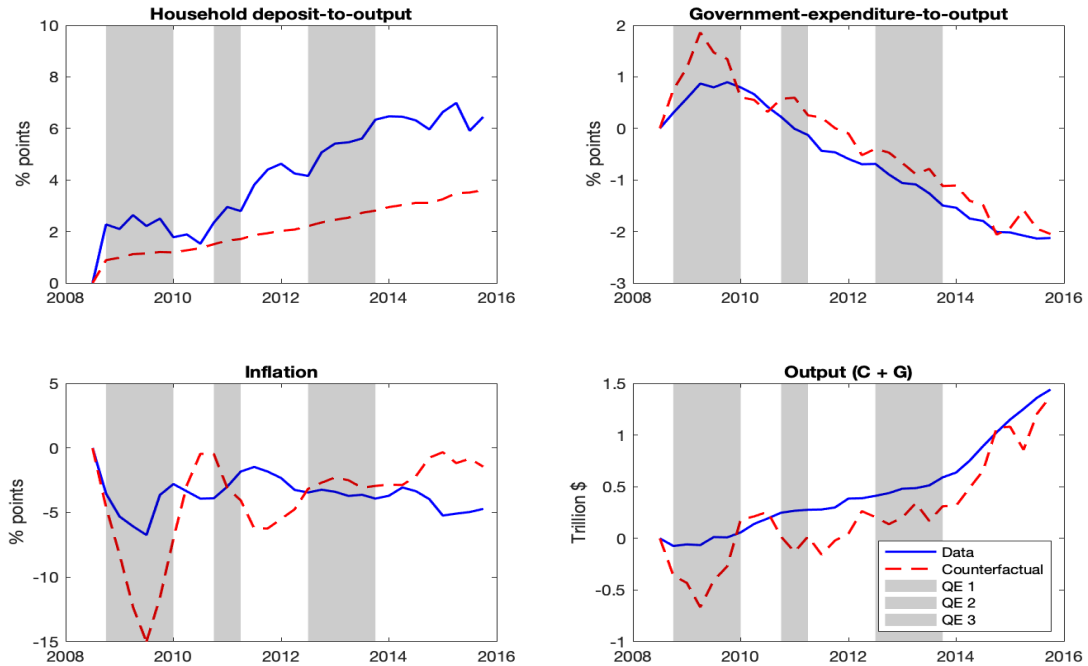 Household deposit-to-output
% points
10
8
6
4
2
0
2008 2010 2012 2014 2016
Government-expenditure-to-output
% points
2
1
0
-1
-2
-3
2008 2010 2012 2014 2016
Inflation
% points
5
0
-5
-10
-15
2008 2010 2012 2014 2016
Output (C + G)
Trillion $
1.5
1
0.5
0
-0.5
-1
2008 2010 2012 2014 2016
Data
Counterfactual
QE 1
QE 2
QE 3